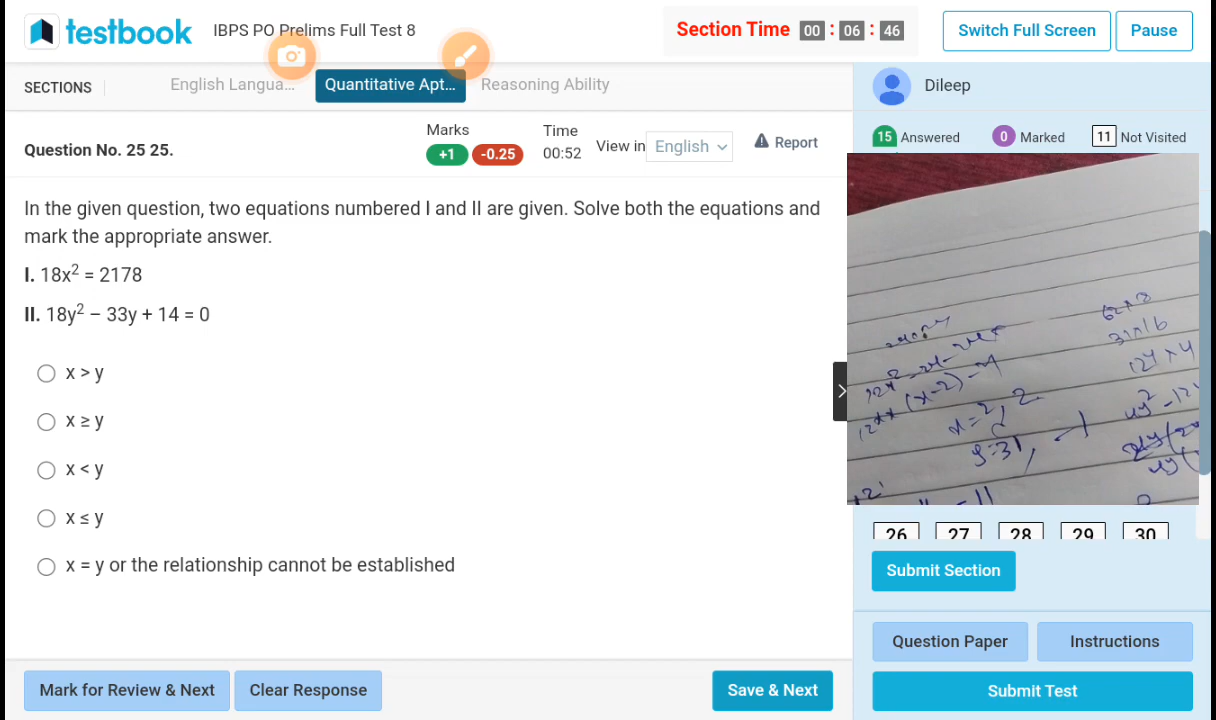 testbook IBPS PO Prelims Full Test 8 Section Time 00 : 06 : 46 Switch Full Screen Pause
SECTIONS English Langua... Quantitative Apt... Reasoning Ability
Dileep
Question No. 25 25.
Marks
+1 -0.25
Time
00:52
View in English
Report
15 Answered 0 Marked 11 Not Visited
In the given question, two equations numbered I and II are given. Solve both the equations and
mark the appropriate answer.
I. 18x² = 2178
II. 18y² – 33y + 14 = 0
x > y
x ≥ y
x < y
x ≤ y
x = y or the relationship cannot be established
31x16
124x4
26 27 28 29 30
Submit Section
Question Paper Instructions
Mark for Review & Next Clear Response Save & Next
Submit Test